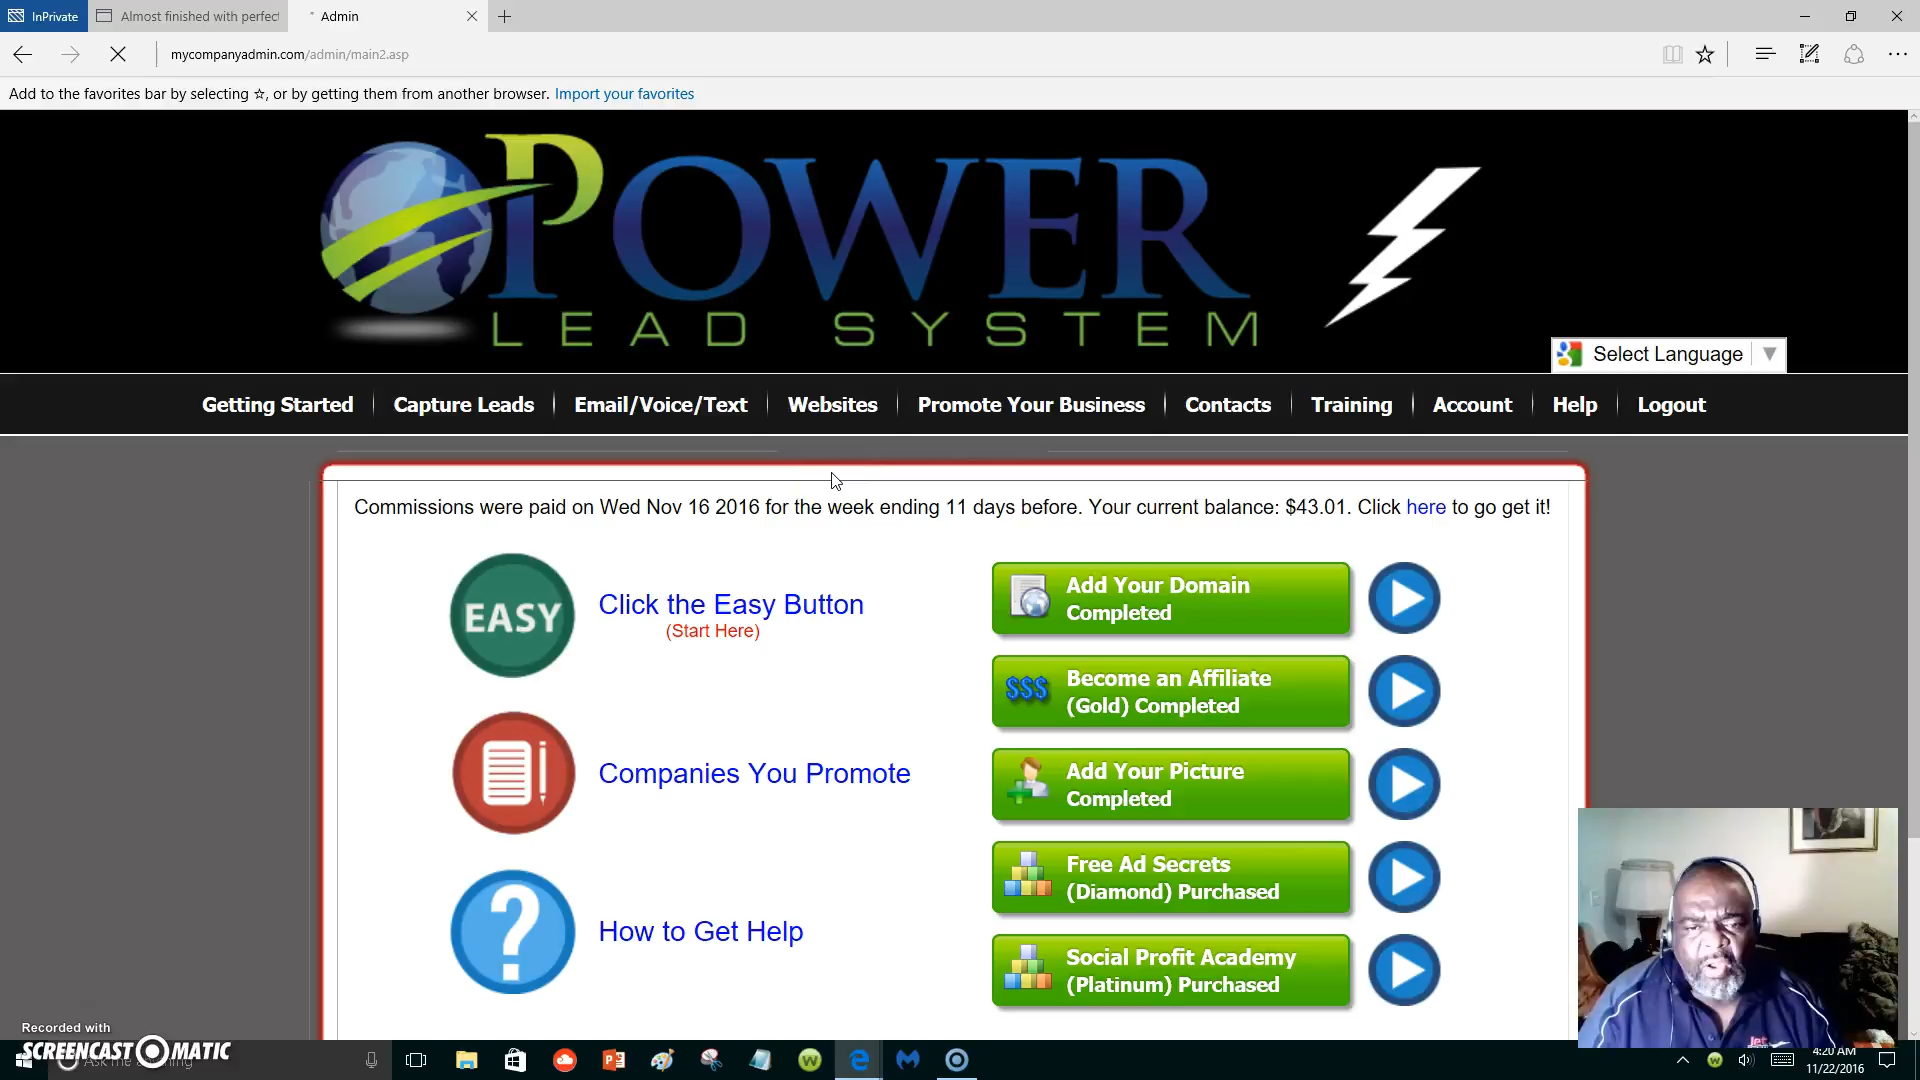 InPrivate
Almost finished with perfect
Admin
mycompanyadmin.com/admin/main2.asp
Add to the favorites bar by selecting ☆, or by getting them from another browser. Import your favorites
POWER
LEAD SYSTEM
Select Language
Getting Started
Capture Leads
Email/Voice/Text
Websites
Promote Your Business
Contacts
Training
Account
Help
Logout
Commissions were paid on Wed Nov 16 2016 for the week ending 11 days before. Your current balance: $43.01. Click here to go get it!
EASY
Click the Easy Button
(Start Here)
Companies You Promote
How to Get Help
Add Your Domain
Completed
$$$
Become an Affiliate
(Gold) Completed
Add Your Picture
Completed
Free Ad Secrets
(Diamond) Purchased
Social Profit Academy
(Platinum) Purchased
Recorded with
SCREENCAST-O-MATIC
Ask me anything
4:20 AM
11/22/2016